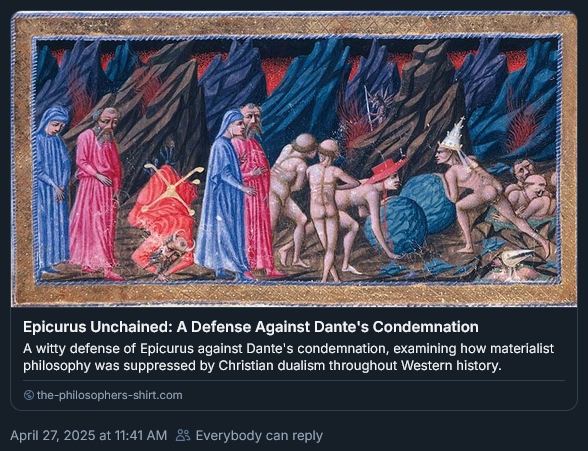 Epicurus Unchained: A Defense Against Dante's Condemnation
A witty defense of Epicurus against Dante's condemnation, examining how materialist
philosophy was suppressed by Christian dualism throughout Western history.
the-philosophers-shirt.com
April 27, 2025 at 11:41 AM Everybody can reply